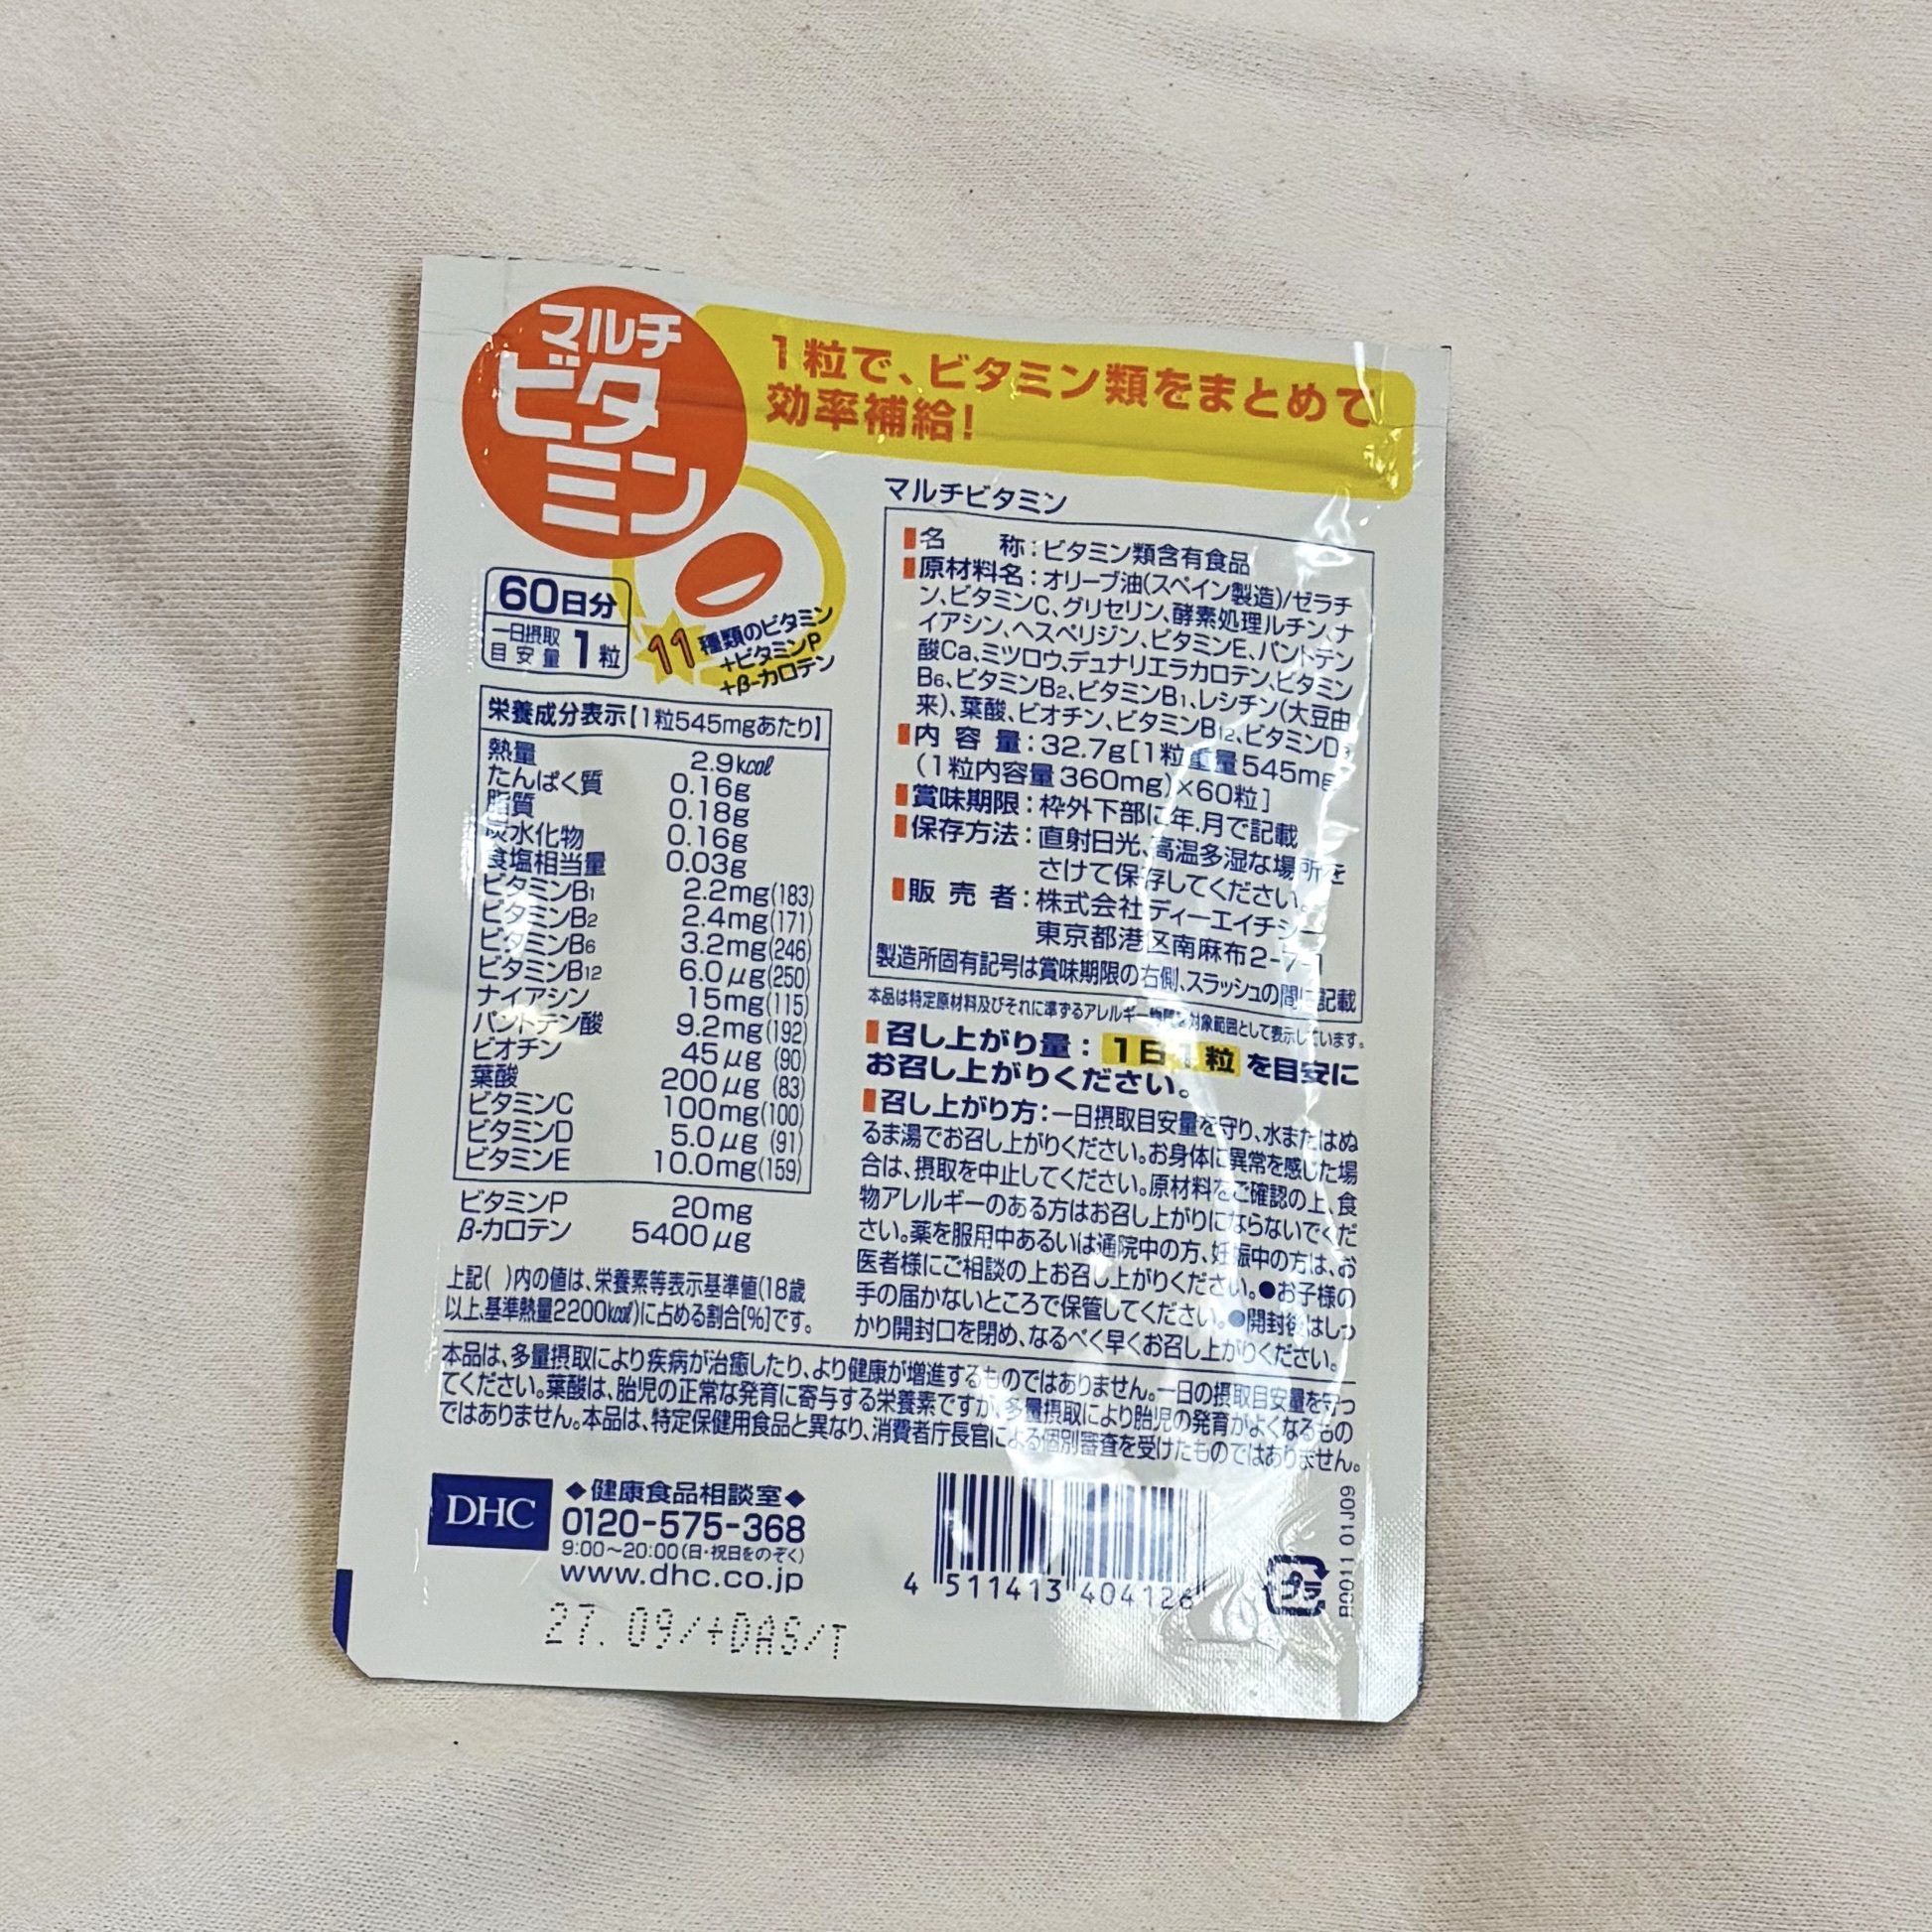 マルチ
ビタ
ミン
1粒で、ビタミン類をまとめて
効率補給!
60日分
一日摂取
目安量 1粒
11種類のビタミン
+ビタミンP
+β-カロテン
栄養成分表示[1粒545mgあたり]
熱量 2.9kcal
たんぱく質 0.16g
脂質 0.18g
炭水化物 0.16g
食塩相当量 0.03g
ビタミンB1 2.2mg(183)
ビタミンB2 2.4mg(171)
ビタミンB6 3.2mg(246)
ビタミンB12 6.0μg(250)
ナイアシン 15mg(115)
パントテン酸 9.2mg(192)
ビオチン 45μg(90)
葉酸 200μg(83)
ビタミンC 100mg(100)
ビタミンD 5.0μg(91)
ビタミンE 10.0mg(159)
ビタミンP 20mg
β-カロテン 5400μg
上記( )内の値は、栄養素等表示基準値(18歳
以上、基準熱量2200kcal)に占める割合[%]です。
マルチビタミン
名 称:ビタミン類含有食品
原材料名:オリーブ油(スペイン製造)/ゼラチ
ン、ビタミンC、グリセリン、酵素処理ルチン、ナ
イアシン、ヘスペリジン、ビタミンE、パントテン
酸Ca、ミツロウ、デュナリエラカロテン、ビタミン
B6、ビタミンB2、ビタミンB1、レシチン(大豆由
来)、葉酸、ビオチン、ビタミンB12、ビタミンD3
内容量:32.7g[1粒重量545mg
(1粒内容量360mg)×60粒]
賞味期限:枠外下部に年.月で記載
保存方法:直射日光、高温多湿な場所を
さけて保存してください。
販売者:株式会社ディーエイチシー
東京都港区南麻布2-7-1
製造所固有記号は賞味期限の右側、スラッシュの間に記載
本品は特定原材料及びそれに準ずるアレルギー物質を対象範囲として表示しています。
召し上がり量:1日1粒を目安に
お召し上がりください。
召し上がり方:一日摂取目安量を守り、水またはぬ
るま湯でお召し上がりください。お身体に異常を感じた場
合は、摂取を中止してください。原材料をご確認の上、食
物アレルギーのある方はお召し上がりにならないでくだ
さい。薬を服用中あるいは通院中の方、妊娠中の方は、お
医者様にご相談の上お召し上がりください。●お子様の
手の届かないところで保管してください。●開封後はしっ
かり開封口を閉め、なるべく早くお召し上がりください。
本品は、多量摂取により疾病が治癒したり、より健康が増進するものではありません。一日の摂取目安量を守っ
てください。葉酸は、胎児の正常な発育に寄与する栄養素ですが、多量摂取により胎児の発育がよくなるもの
ではありません。本品は、特定保健用食品と異なり、消費者庁長官による個別審査を受けたものではありません。
DHC
◆健康食品相談室◆
0120-575-368
9:00~20:00(日・祝日をのぞく)
www.dhc.co.jp
27.09/+DAS/T
4 511413 404126
プラ
R0011 01J09